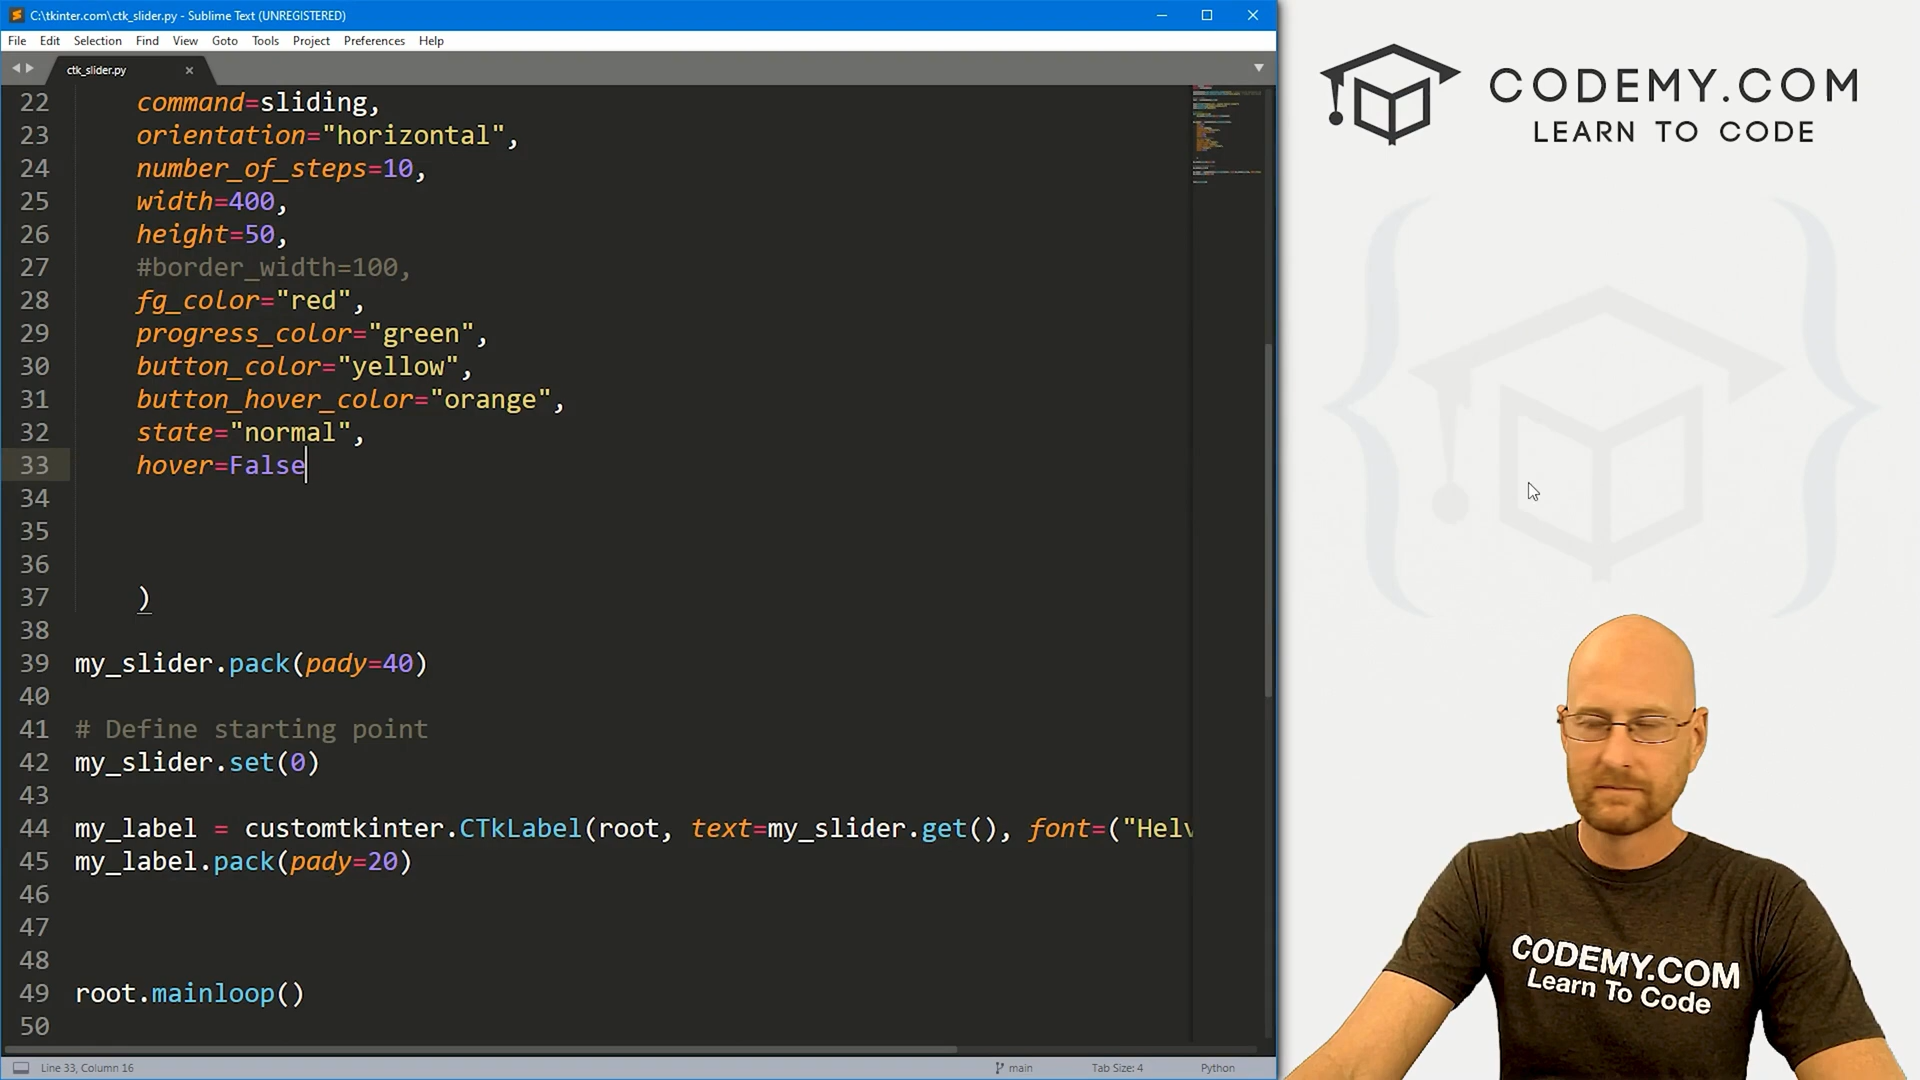 C:\tkinter.com\ctk_slider.py - Sublime Text (UNREGISTERED)
File Edit Selection Find View Goto Tools Project Preferences Help
ctk_slider.py
22 command=sliding,
23 orientation="horizontal",
24 number_of_steps=10,
25 width=400,
26 height=50,
27 #border_width=100,
28 fg_color="red",
29 progress_color="green",
30 button_color="yellow",
31 button_hover_color="orange",
32 state="normal",
33 hover=False
34
35
36
37 )
38
39 my_slider.pack(pady=40)
40
41 # Define starting point
42 my_slider.set(0)
43
44 my_label = customtkinter.CTkLabel(root, text=my_slider.get(), font=("Helv
45 my_label.pack(pady=20)
46
47
48
49 root.mainloop()
50
Line 33, Column 16
main
Tab Size: 4
Python
CODEMY.COM
LEARN TO CODE
CODEMY.COM
Learn To Code